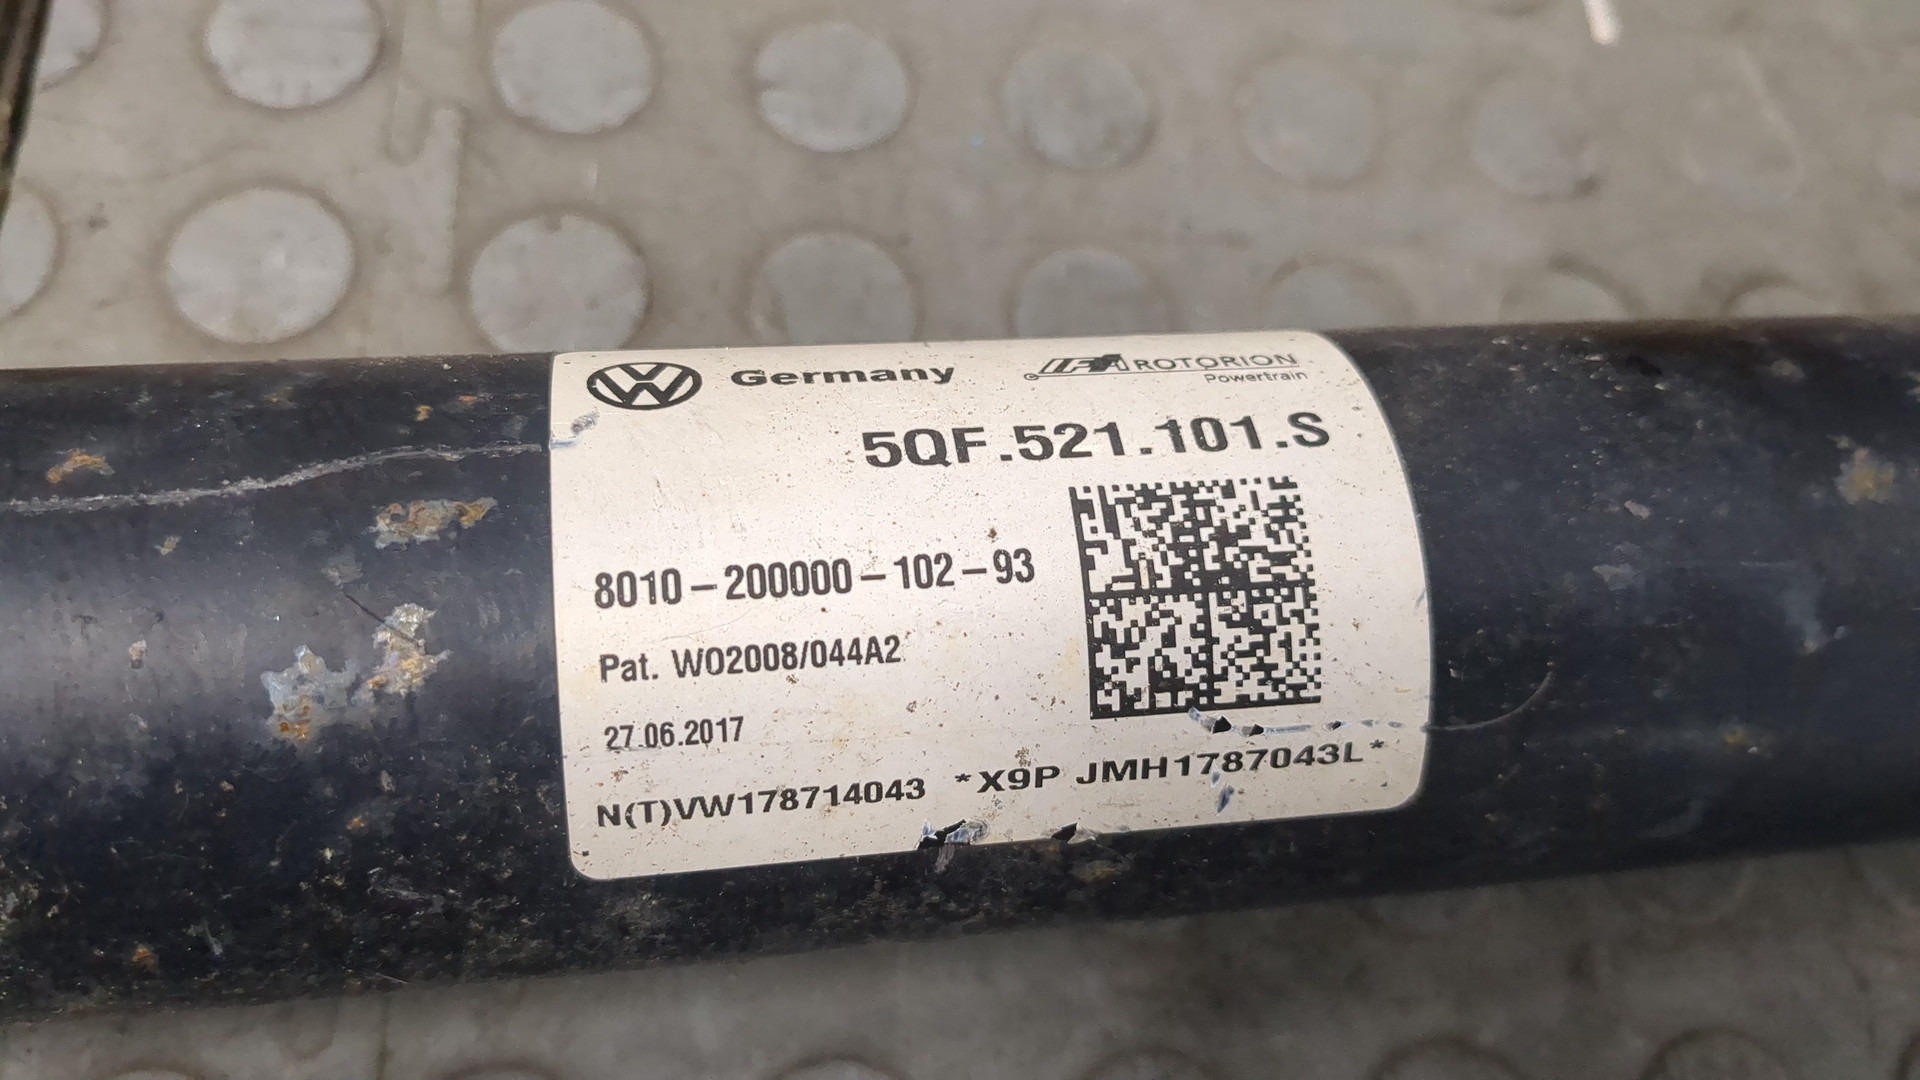 VW Germany IFA ROTORION
Powertrain
5QF.521.101.S
8010-200000-102-93
Pat. WO2008/044A2
27.06.2017
N(T)VW178714043 *X9P JMH1787043L*